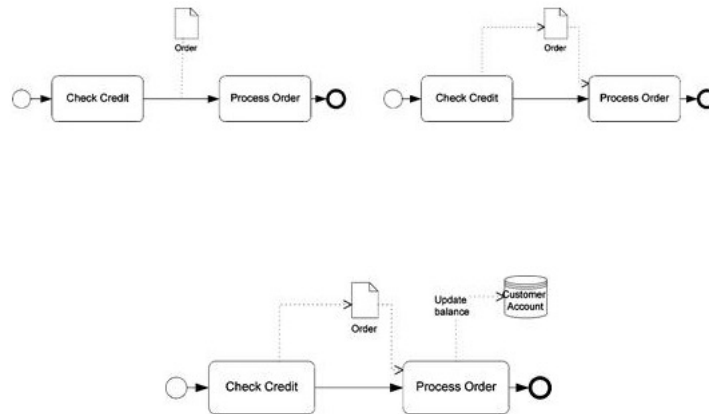 Order
Check Credit
Process Order
Order
Check Credit
Process Order
Order
Update
balance
Customer
Account
Check Credit
Process Order